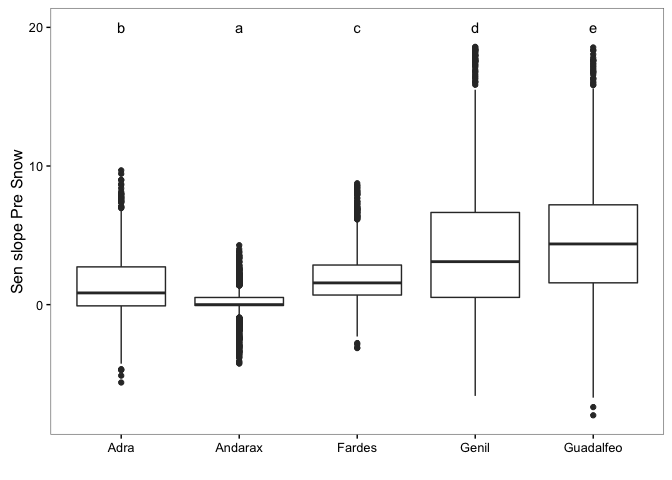 20
b a c d e
10
0
Sen slope Pre Snow
Adra Andarax Fardes Genil Guadalfeo